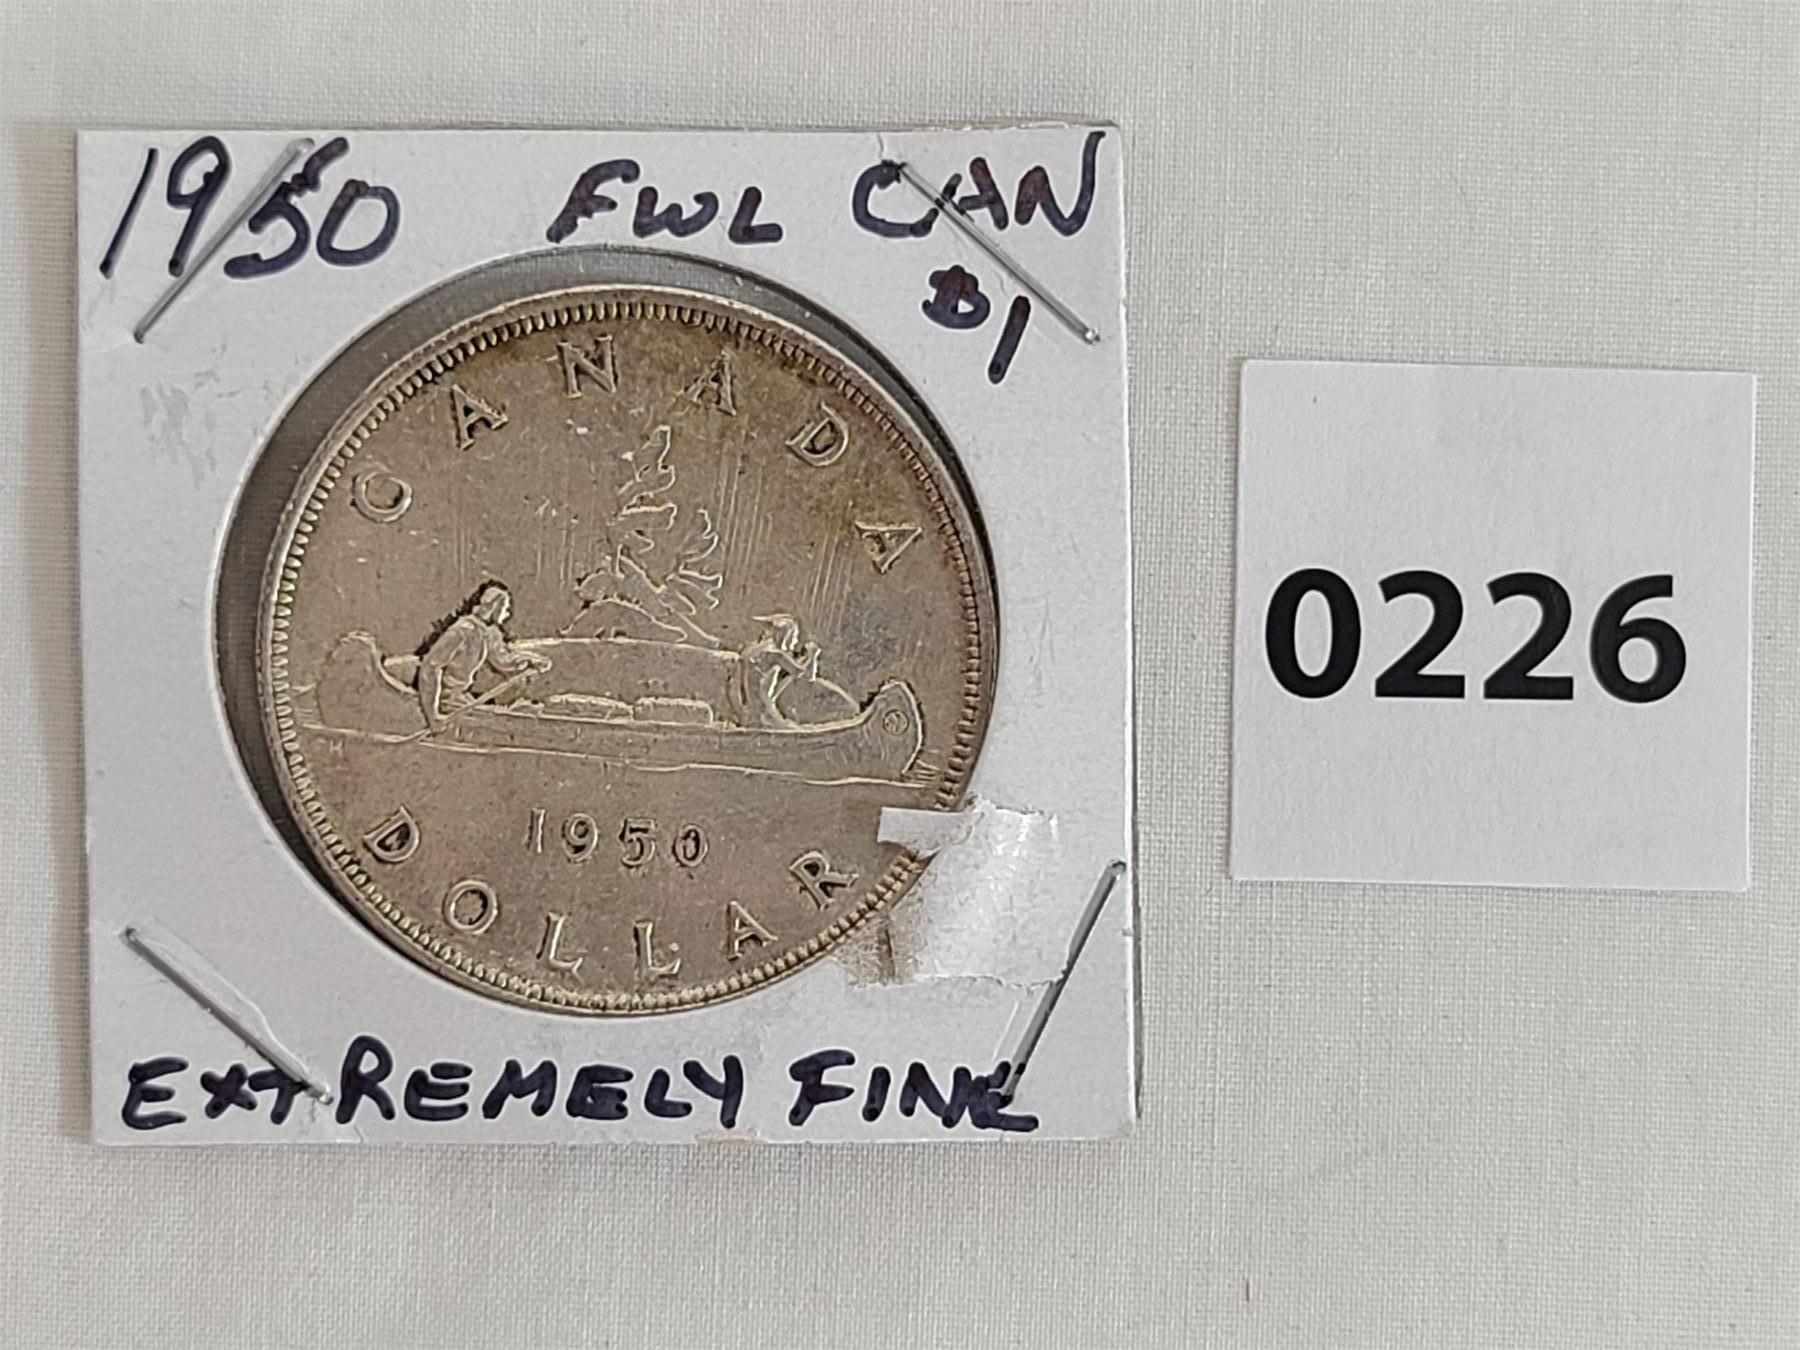 1950 FWL CAN
$1
CANADA
1950
DOLLAR
EXTREMELY FINE
0226